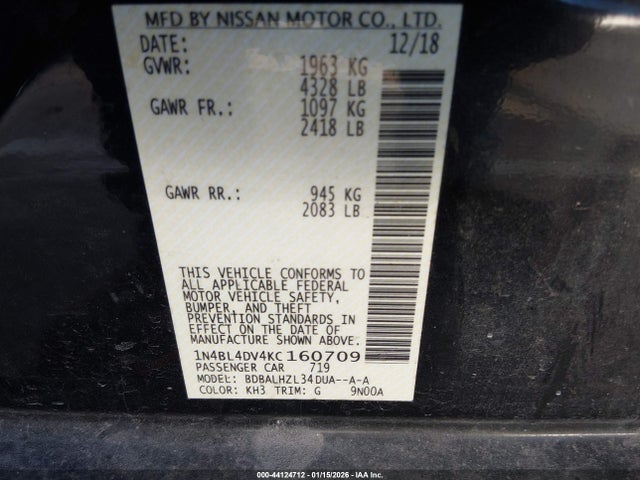 MFD BY NISSAN MOTOR CO., LTD.
DATE: 12/18
GVWR: 1963 KG
4328 LB
GAWR FR.: 1097 KG
2418 LB
GAWR RR.: 945 KG
2083 LB
THIS VEHICLE CONFORMS TO
ALL APPLICABLE FEDERAL
MOTOR VEHICLE SAFETY,
BUMPER, AND THEFT
PREVENTION STANDARDS IN
EFFECT ON THE DATE OF
MANUFACTURE SHOWN ABOVE.
1N4BL4DV4KC160709
PASSENGER CAR 719
MODEL: BDBALHZL34DUA--A-A
COLOR: KH3 TRIM: G 9N00A
000-44124712 - 01/15/2026 - IAA Inc.